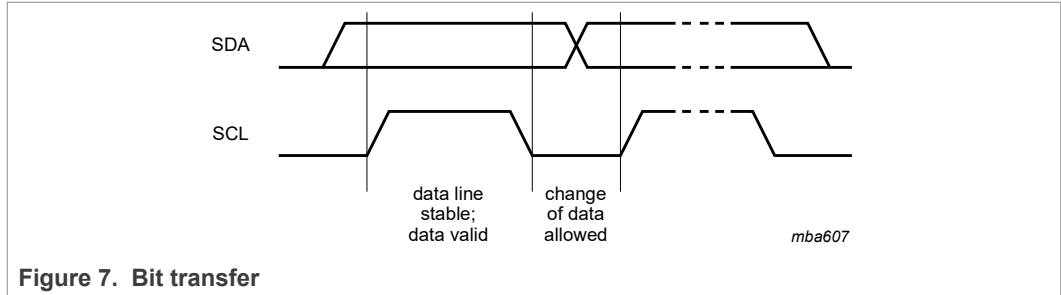 SDA
SCL
data line
stable;
data valid
change
of data
allowed
mba607
Figure 7. Bit transfer